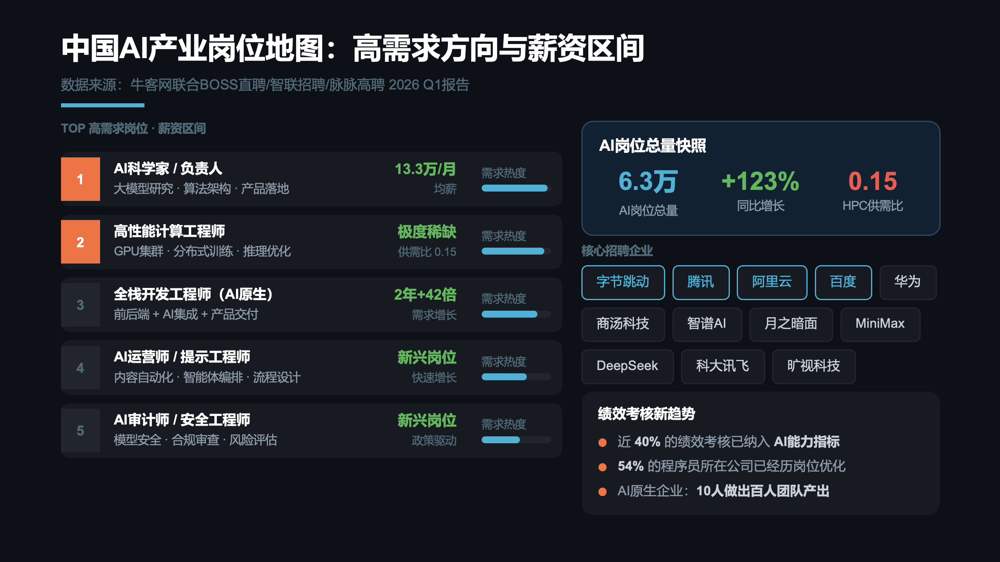 中国AI产业岗位地图：高需求方向与薪资区间
数据来源：牛客网联合BOSS直聘/智联招聘/脉脉高聘 2026 Q1报告
TOP 高需求岗位 · 薪资区间
1
AI科学家 / 负责人
大模型研究 · 算法架构 · 产品落地
13.3万/月
均薪
需求热度
2
高性能计算工程师
GPU集群 · 分布式训练 · 推理优化
极度稀缺
供需比 0.15
需求热度
3
全栈开发工程师（AI原生）
前后端 + AI集成 + 产品交付
2年+42倍
需求增长
需求热度
4
AI运营师 / 提示工程师
内容自动化 · 智能体编排 · 流程设计
新兴岗位
快速增长
需求热度
5
AI审计师 / 安全工程师
模型安全 · 合规审查 · 风险评估
新兴岗位
政策驱动
需求热度
AI岗位总量快照
6.3万
AI岗位总量
+123%
同比增长
0.15
HPC供需比
核心招聘企业
字节跳动
腾讯
阿里云
百度
华为
商汤科技
智谱AI
月之暗面
MiniMax
DeepSeek
科大讯飞
旷视科技
绩效考核新趋势
近 40% 的绩效考核已纳入 AI能力指标
54% 的程序员所在公司已经历岗位优化
AI原生企业：10人做出百人团队产出